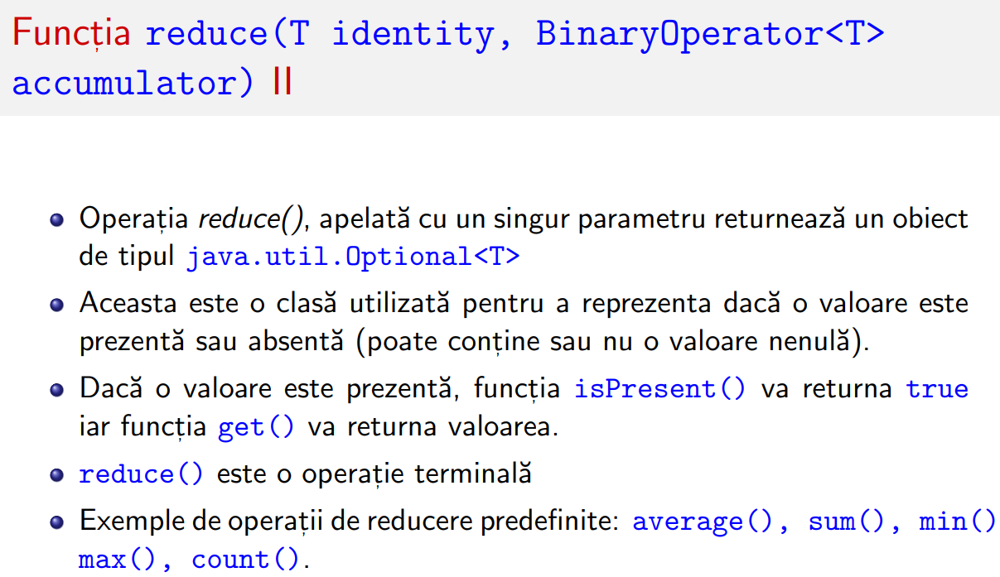 Funcția reduce(T identity, BinaryOperator<T>
accumulator) II
Operația reduce(), apelată cu un singur parametru returnează un obiect
de tipul java.util.Optional<T>
Aceasta este o clasă utilizată pentru a reprezenta dacă o valoare este
prezentă sau absentă (poate conține sau nu o valoare nenulă).
Dacă o valoare este prezentă, funcția isPresent() va returna true
iar funcția get() va returna valoarea.
reduce() este o operație terminală
Exemple de operații de reducere predefinite: average(), sum(), min()
max(), count().